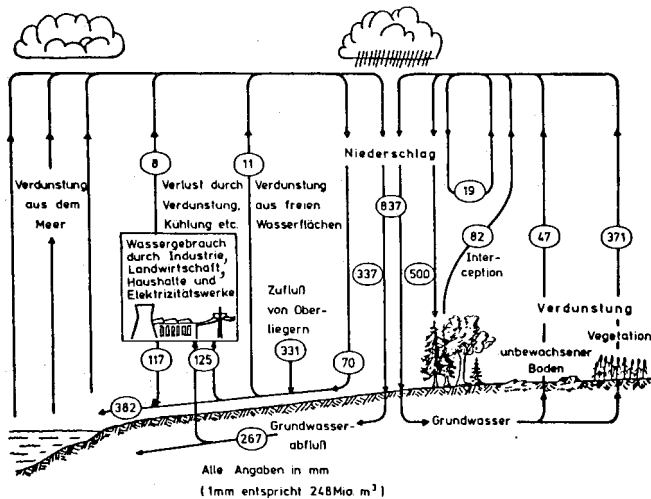 Niederschlag
8
11
19
837
Verdunstung
aus dem
Meer
Verlust durch
Verdunstung,
Kühlung etc.
Verdunstung
aus freien
Wasserflächen
82
47
371
Wassergebrauch
durch Industrie,
Landwirtschaft,
Haushalte und
Elektrizitätswerke
Inter-
ception
337
500
Zufluß
von Ober-
liegern
Verdunstung
Vegetation
unbewachsener
Boden
117
125
331
70
382
Grundwasser-
abfluß
267
Grundwasser
Alle Angaben in mm
(1mm entspricht 248Mio. m³)